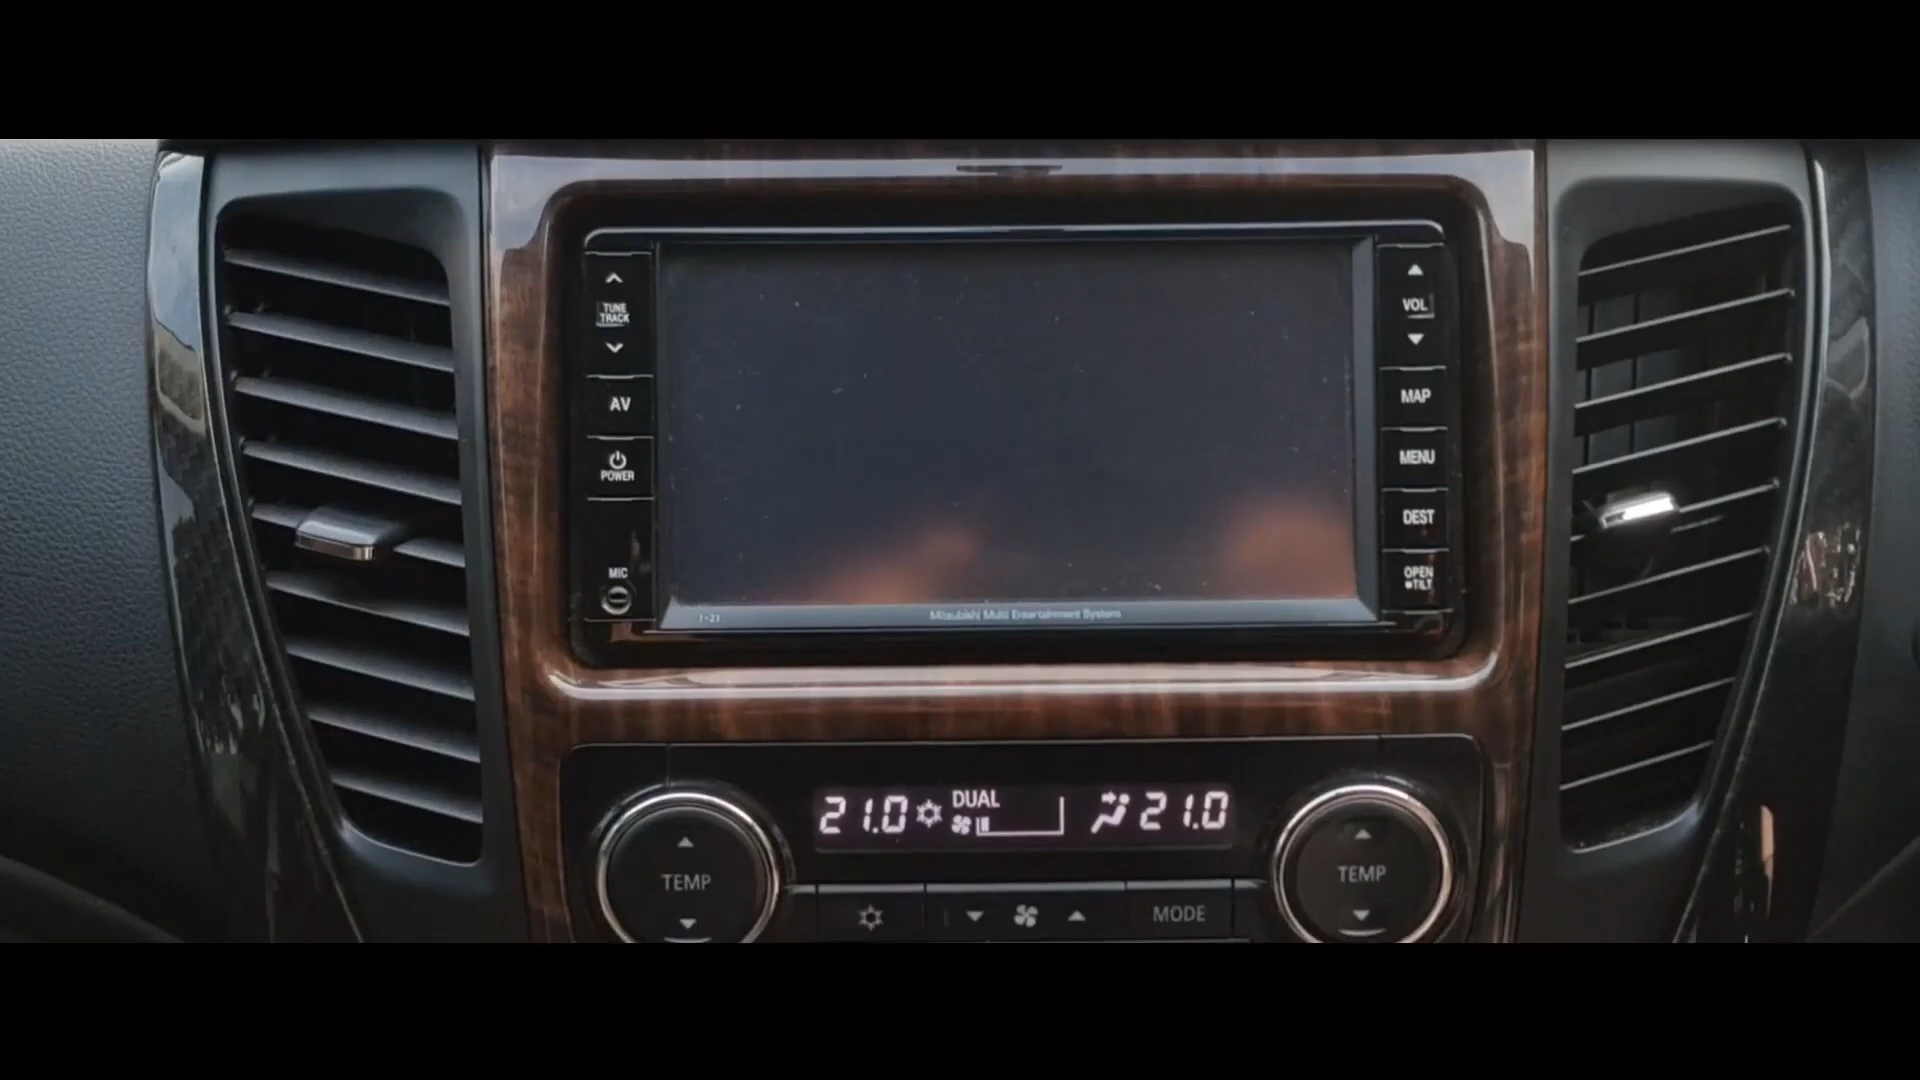 TUNE
TRACK
AV
POWER
MIC
VOL
MAP
MENU
DEST
OPEN
TILT
Mitsubishi Multi Entertainment System
21.0
DUAL
21.0
TEMP
TEMP
MODE